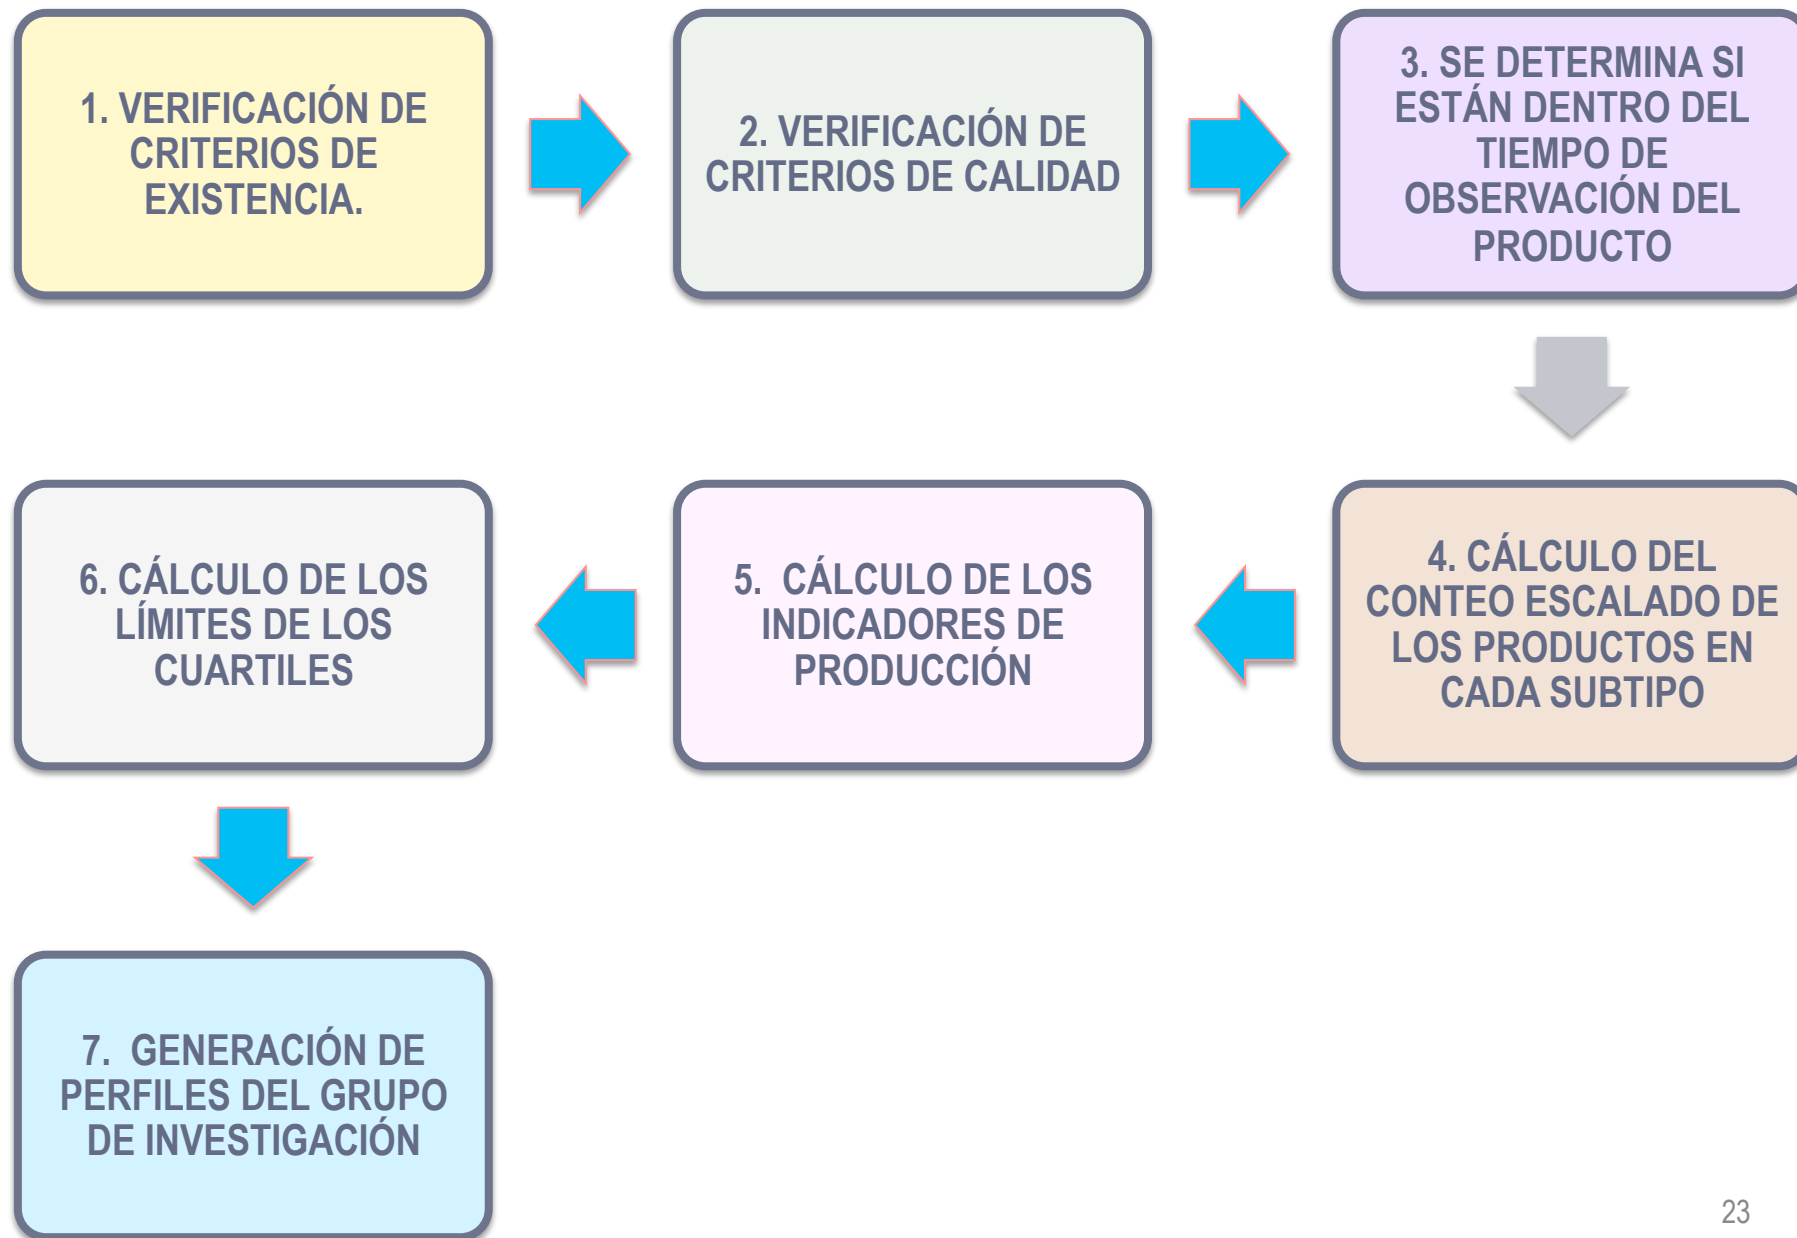 1. VERIFICACIÓN DE
CRITERIOS DE
EXISTENCIA.
2. VERIFICACIÓN DE
CRITERIOS DE CALIDAD
3. SE DETERMINA SI
ESTÁN DENTRO DEL
TIEMPO DE
OBSERVACIÓN DEL
PRODUCTO
4. CÁLCULO DEL
CONTEO ESCALADO DE
LOS PRODUCTOS EN
CADA SUBTIPO
5. CÁLCULO DE LOS
INDICADORES DE
PRODUCCIÓN
6. CÁLCULO DE LOS
LÍMITES DE LOS
CUARTILES
7. GENERACIÓN DE
PERFILES DEL GRUPO
DE INVESTIGACIÓN
23